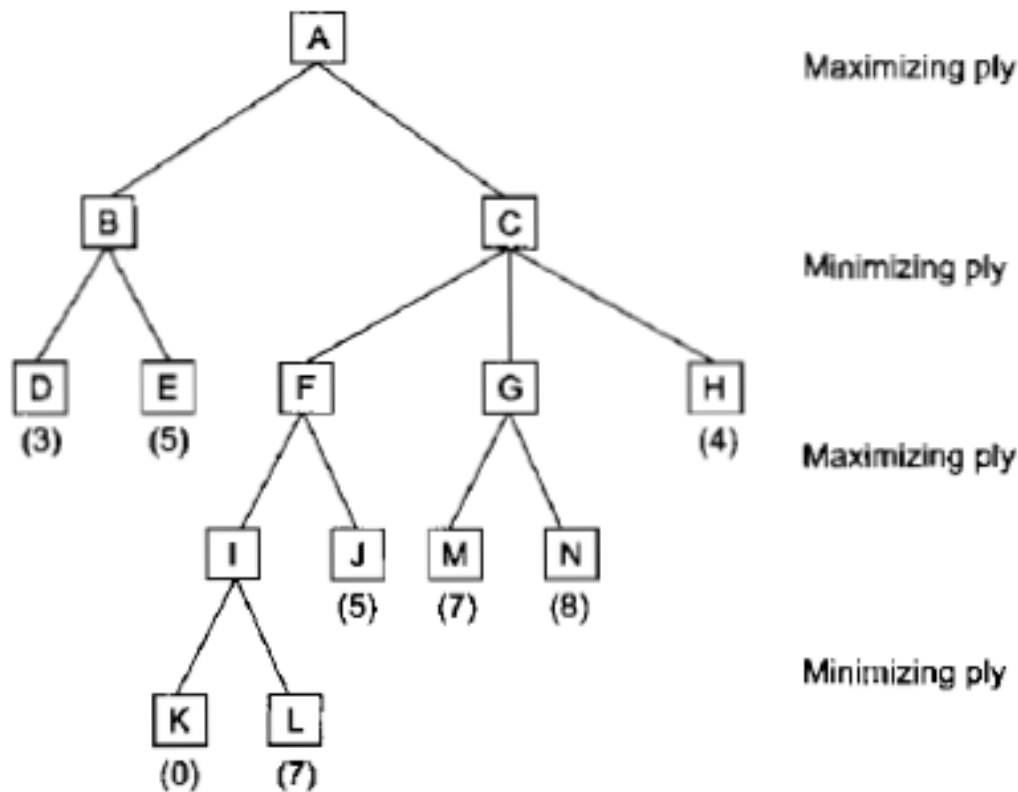 A
Maximizing ply
B
C
Minimizing ply
D
E
F
G
H
(3)
(5)
(4)
Maximizing ply
I
J
M
N
(5)
(7)
(8)
Minimizing ply
K
L
(0)
(7)